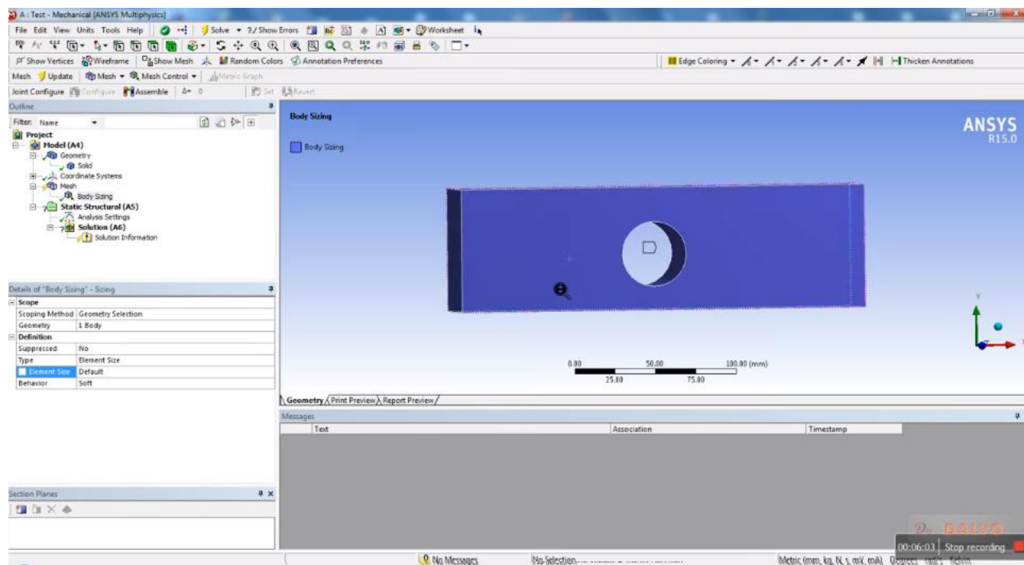 A : Test - Mechanical (ANSYS Multiphysics)
File Edit View Units Tools Help Solve ?/ Show Errors Worksheet
Show Vertices Wireframe Show Mesh Random Colors Annotation Preferences Edge Coloring Thicken Annotations
Mesh Update Mesh Mesh Control Metric Graph
Joint Configure Configure Assemble Δ= 0 Set Revert
Outline
Filter: Name
Project
Model (A4)
Geometry
Solid
Coordinate Systems
Mesh
Body Sizing
Static Structural (A5)
Analysis Settings
Solution (A6)
Solution Information
Body Sizing
Body Sizing
ANSYS
R15.0
D
Y
0.00 50.00 100.00 (mm)
25.00 75.00
Geometry Print Preview Report Preview
Details of "Body Sizing" - Sizing
Scope
Scoping Method Geometry Selection
Geometry 1 Body
Definition
Suppressed No
Type Element Size
Element Size Default
Behavior Soft
Messages
Text Association Timestamp
Section Planes
00:06:03 Stop recording
No Messages No Selection Metric (mm, kg, N, s, mV, mA) Degrees rad/s Kelvin